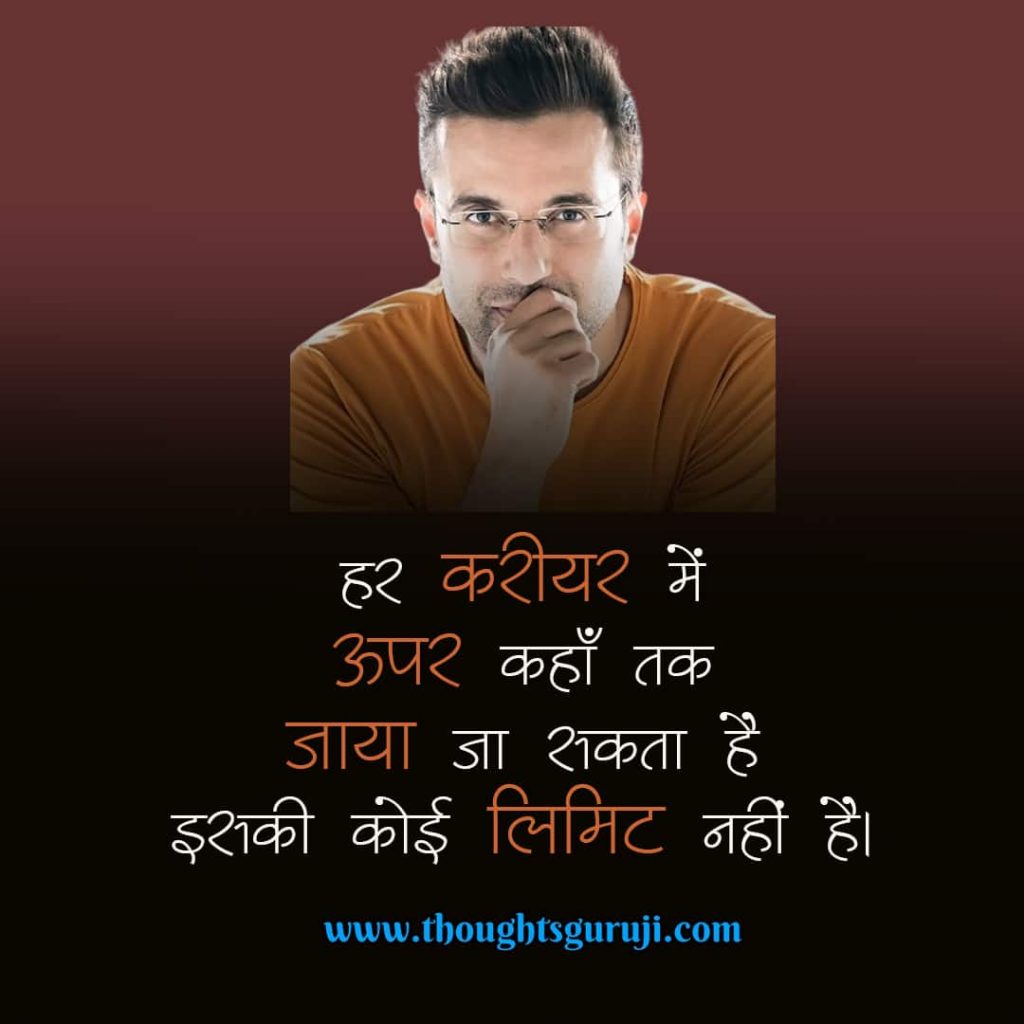 हर करीयर में
ऊपर कहाँ तक
जाया जा सकता है
इसकी कोई लिमिट नहीं है।
www.thoughtsguruji.com